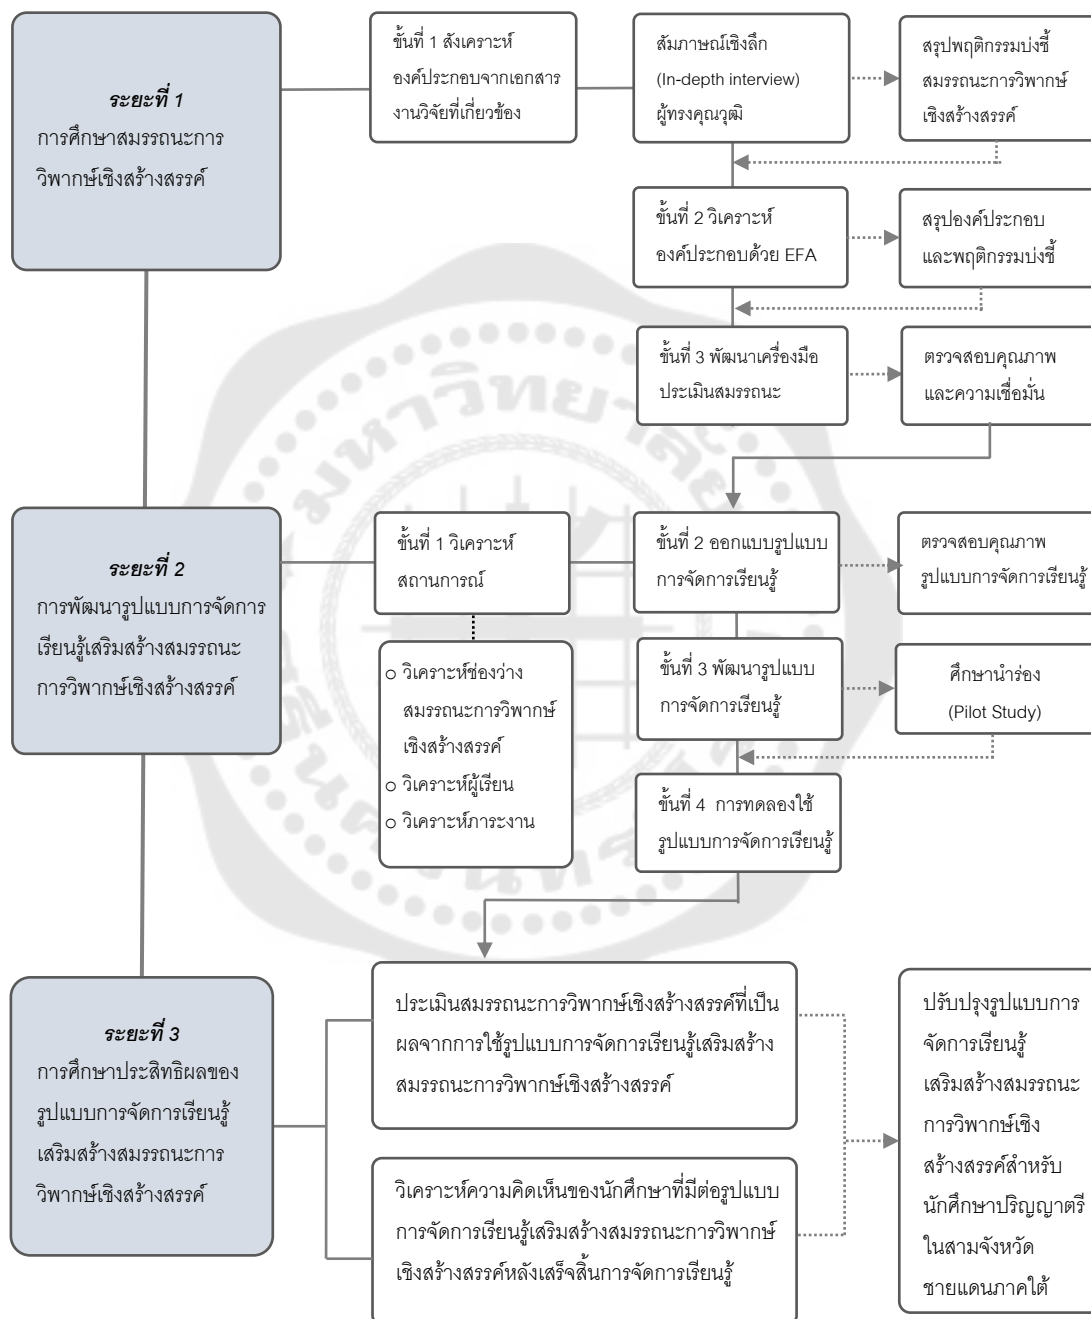 ระยะที่ 1
การศึกษาสมรรถนะการ
วิพากษ์เชิงสร้างสรรค์
ขั้นที่ 1 สังเคราะห์
องค์ประกอบจากเอกสาร
งานวิจัยที่เกี่ยวข้อง
สัมภาษณ์เชิงลึก
(In-depth interview)
ผู้ทรงคุณวุฒิ
สรุปพฤติกรรมบ่งชี้
สมรรถนะการวิพากษ์
เชิงสร้างสรรค์
ขั้นที่ 2 วิเคราะห์
องค์ประกอบด้วย EFA
สรุปองค์ประกอบ
และพฤติกรรมบ่งชี้
ขั้นที่ 3 พัฒนาเครื่องมือ
ประเมินสมรรถนะ
ตรวจสอบคุณภาพ
และความเชื่อมั่น
ระยะที่ 2
การพัฒนารูปแบบการจัดการ
เรียนรู้เสริมสร้างสมรรถนะ
การวิพากษ์เชิงสร้างสรรค์
ขั้นที่ 1 วิเคราะห์
สถานการณ์
วิเคราะห์ช่องว่าง
สมรรถนะการวิพากษ์
เชิงสร้างสรรค์
วิเคราะห์ผู้เรียน
วิเคราะห์ภาระงาน
ขั้นที่ 2 ออกแบบรูปแบบ
การจัดการเรียนรู้
ตรวจสอบคุณภาพ
รูปแบบการจัดการเรียนรู้
ขั้นที่ 3 พัฒนารูปแบบ
การจัดการเรียนรู้
ศึกษานำร่อง
(Pilot Study)
ขั้นที่ 4 การทดลองใช้
รูปแบบการจัดการเรียนรู้
ระยะที่ 3
การศึกษาประสิทธิผลของ
รูปแบบการจัดการเรียนรู้
เสริมสร้างสมรรถนะการ
วิพากษ์เชิงสร้างสรรค์
ประเมินสมรรถนะการวิพากษ์เชิงสร้างสรรค์ที่เป็น
ผลจากการใช้รูปแบบการจัดการเรียนรู้เสริมสร้าง
สมรรถนะการวิพากษ์เชิงสร้างสรรค์
วิเคราะห์ความคิดเห็นของนักศึกษาที่มีต่อรูปแบบ
การจัดการเรียนรู้เสริมสร้างสมรรถนะการวิพากษ์
เชิงสร้างสรรค์หลังเสร็จสิ้นการจัดการเรียนรู้
ปรับปรุงรูปแบบการ
จัดการเรียนรู้
เสริมสร้างสมรรถนะ
การวิพากษ์เชิง
สร้างสรรค์สำหรับ
นักศึกษาปริญญาตรี
ในสามจังหวัด
ชายแดนภาคใต้